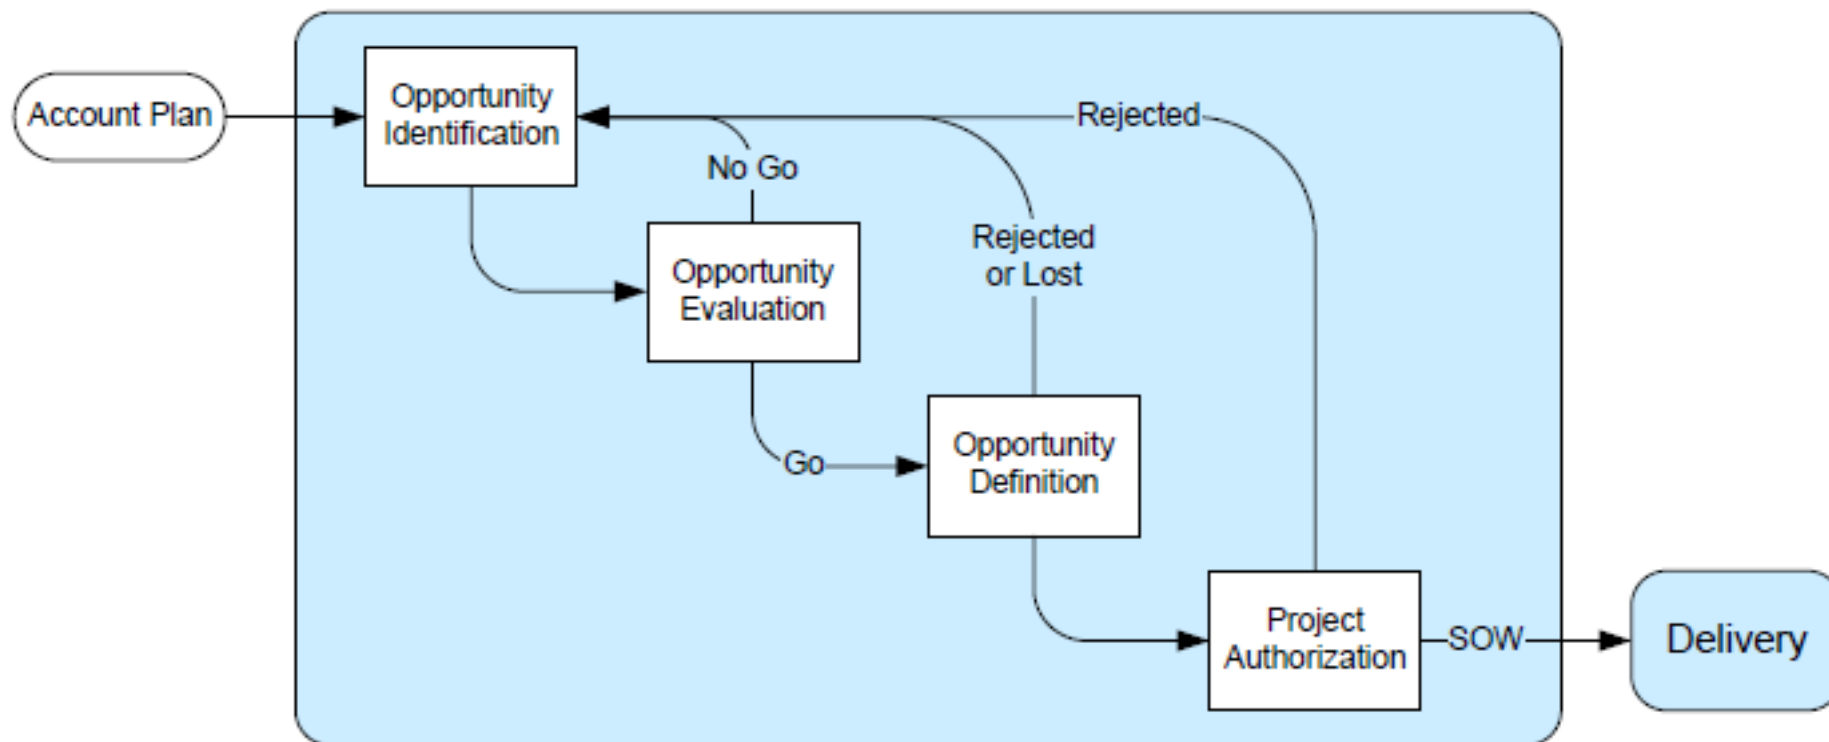 Account Plan
Opportunity
Identification
Rejected
No Go
Rejected
or Lost
Opportunity
Evaluation
Go
Opportunity
Definition
Project
Authorization
SOW
Delivery